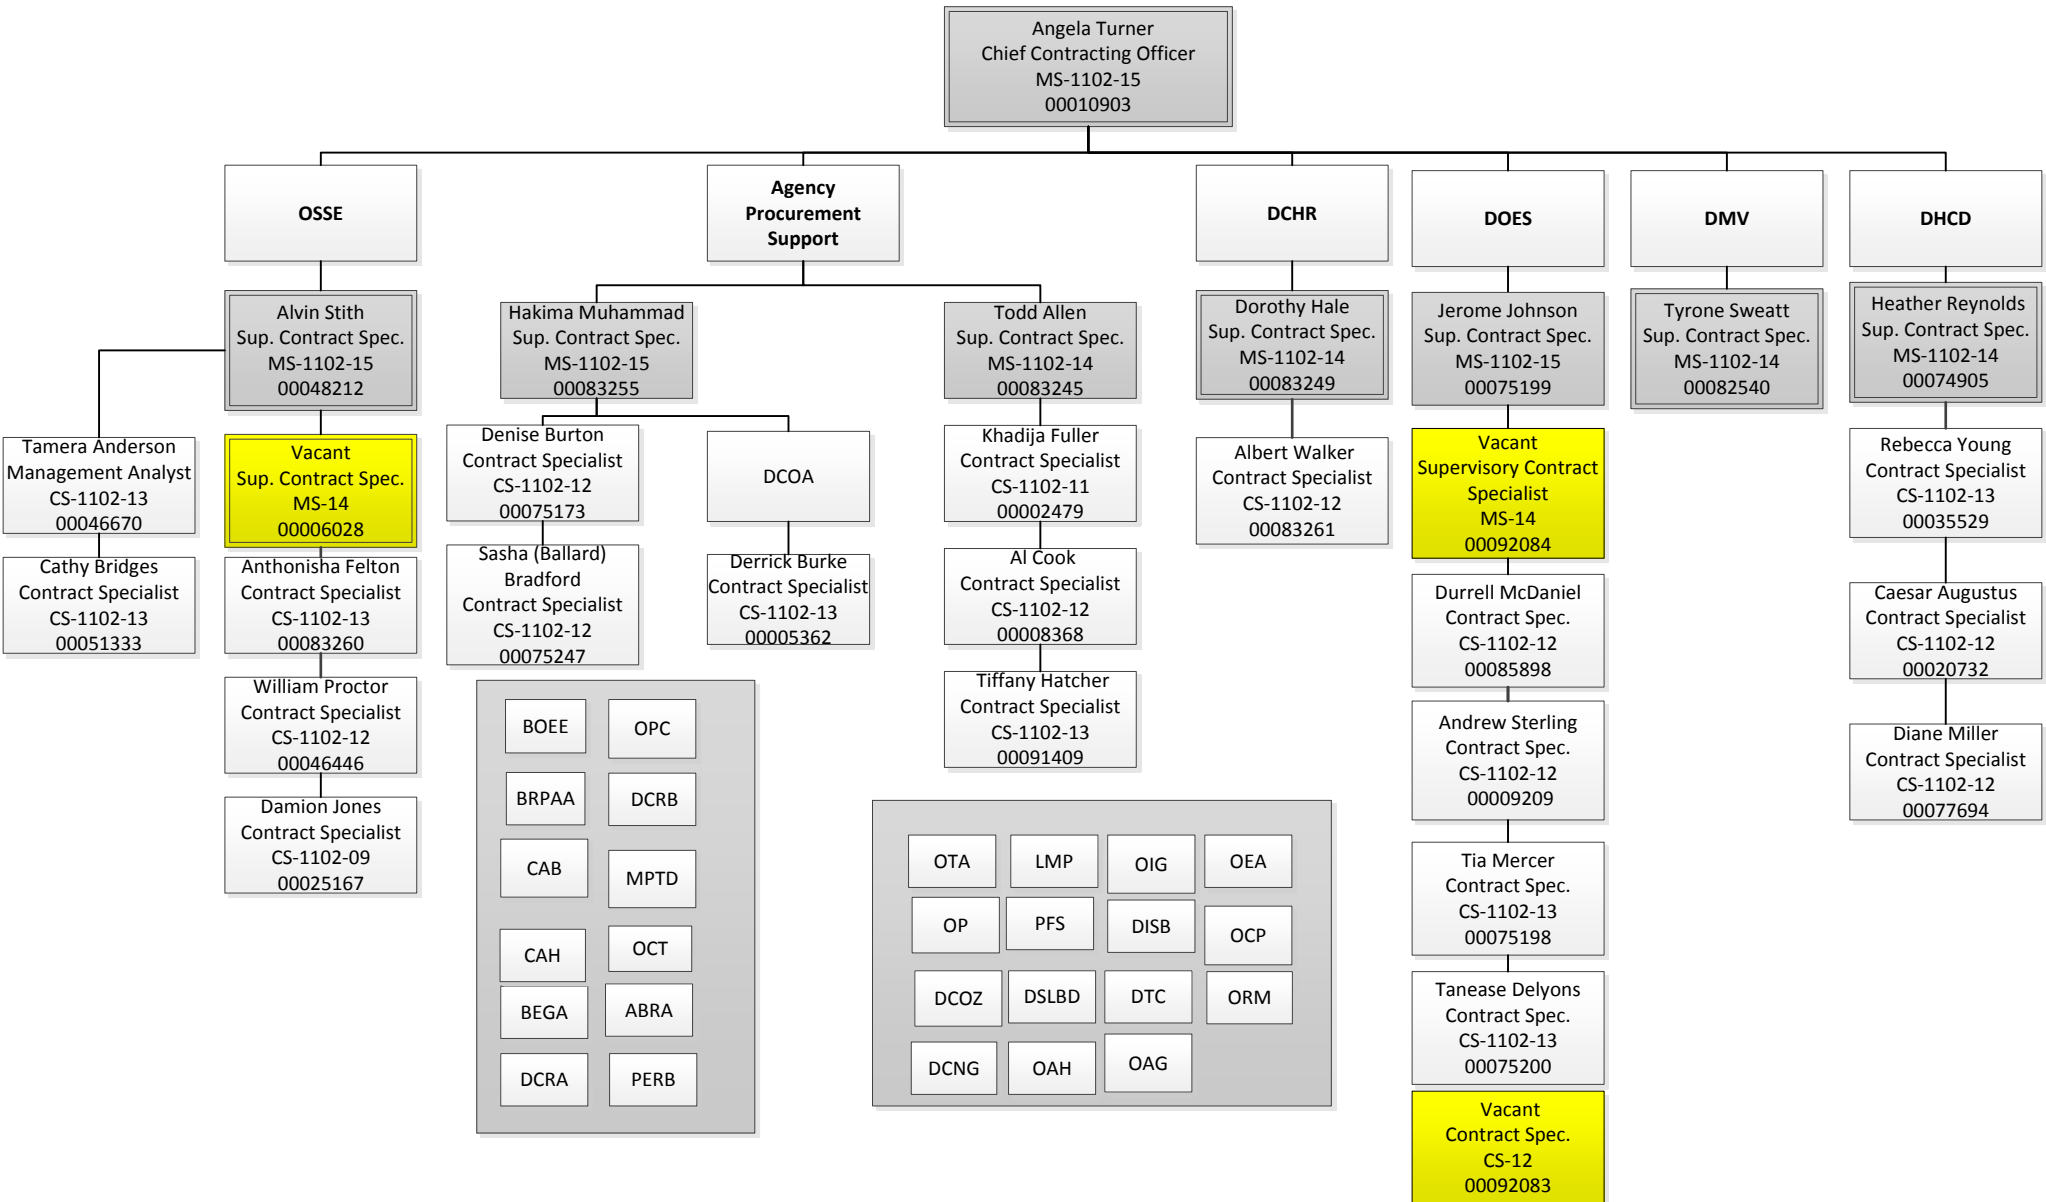 Angela Turner
Chief Contracting Officer
MS-1102-15
00010903
OSSE
Agency
Procurement
Support
DCHR
DOES
DMV
DHCD
Alvin Stith
Sup. Contract Spec.
MS-1102-15
00048212
Hakima Muhammad
Sup. Contract Spec.
MS-1102-15
00083255
Todd Allen
Sup. Contract Spec.
MS-1102-14
00083245
Dorothy Hale
Sup. Contract Spec.
MS-1102-14
00083249
Jerome Johnson
Sup. Contract Spec.
MS-1102-15
00075199
Tyrone Sweatt
Sup. Contract Spec.
MS-1102-14
00082540
Heather Reynolds
Sup. Contract Spec.
MS-1102-14
00074905
Tamera Anderson
Management Analyst
CS-1102-13
00046670
Vacant
Sup. Contract Spec.
MS-14
00006028
Denise Burton
Contract Specialist
CS-1102-12
00075173
DCOA
Khadija Fuller
Contract Specialist
CS-1102-11
00002479
Albert Walker
Contract Specialist
CS-1102-12
00083261
Vacant
Supervisory Contract
Specialist
MS-14
00092084
Rebecca Young
Contract Specialist
CS-1102-13
00035529
Cathy Bridges
Contract Specialist
CS-1102-13
00051333
Anthonisha Felton
Contract Specialist
CS-1102-13
00083260
Sasha (Ballard)
Bradford
Contract Specialist
CS-1102-12
00075247
Derrick Burke
Contract Specialist
CS-1102-13
00005362
Al Cook
Contract Specialist
CS-1102-12
00008368
Durrell McDaniel
Contract Spec.
CS-1102-12
00085898
Caesar Augustus
Contract Specialist
CS-1102-12
00020732
William Proctor
Contract Specialist
CS-1102-12
00046446
Tiffany Hatcher
Contract Specialist
CS-1102-13
00091409
Andrew Sterling
Contract Spec.
CS-1102-12
00009209
Diane Miller
Contract Specialist
CS-1102-12
00077694
Damion Jones
Contract Specialist
CS-1102-09
00025167
Tia Mercer
Contract Spec.
CS-1102-13
00075198
Tanease Delyons
Contract Spec.
CS-1102-13
00075200
Vacant
Contract Spec.
CS-12
00092083
BOEE
OPC
BRPAA
DCRB
CAB
MPTD
CAH
OCT
BEGA
ABRA
DCRA
PERB
OTA
LMP
OIG
OEA
OP
PFS
DISB
OCP
DCOZ
DSLBD
DTC
ORM
DCNG
OAH
OAG